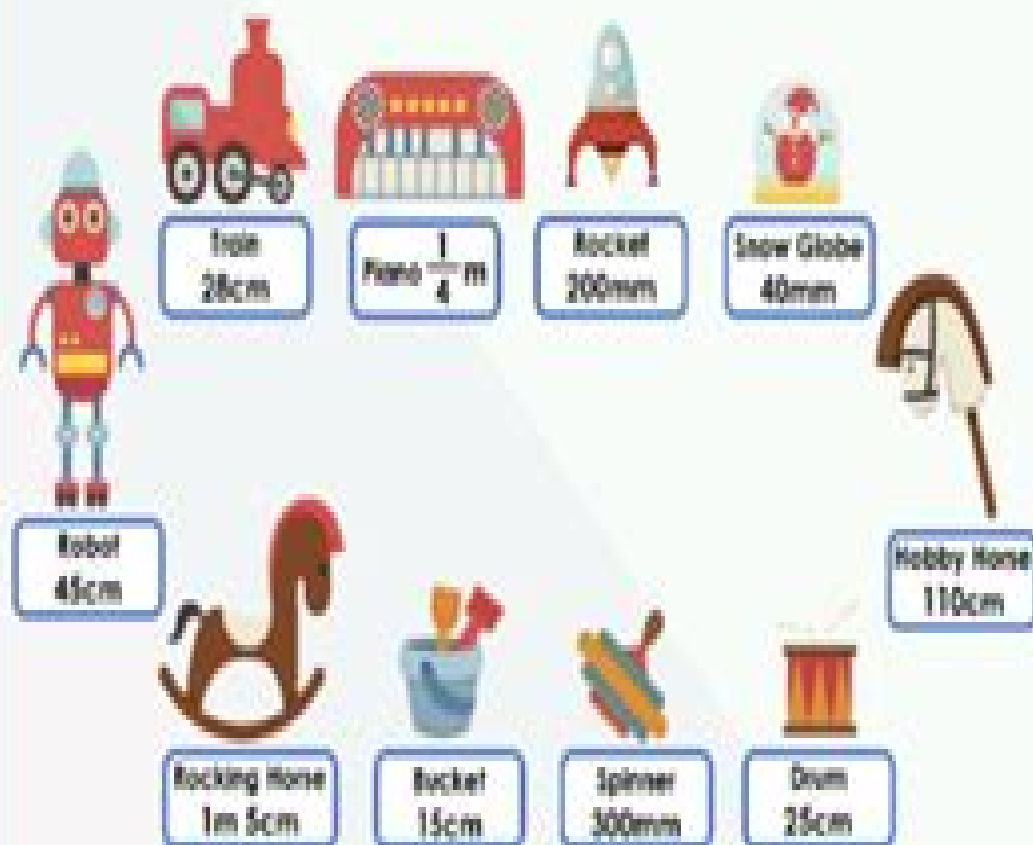 Train
28cm
Piano 1/4 m
Rocket
200mm
Snow Globe
40mm
Robot
45cm
Hobby Horse
110cm
Rocking Horse
1m 5cm
Bucket
15cm
Spinner
300mm
Drum
25cm